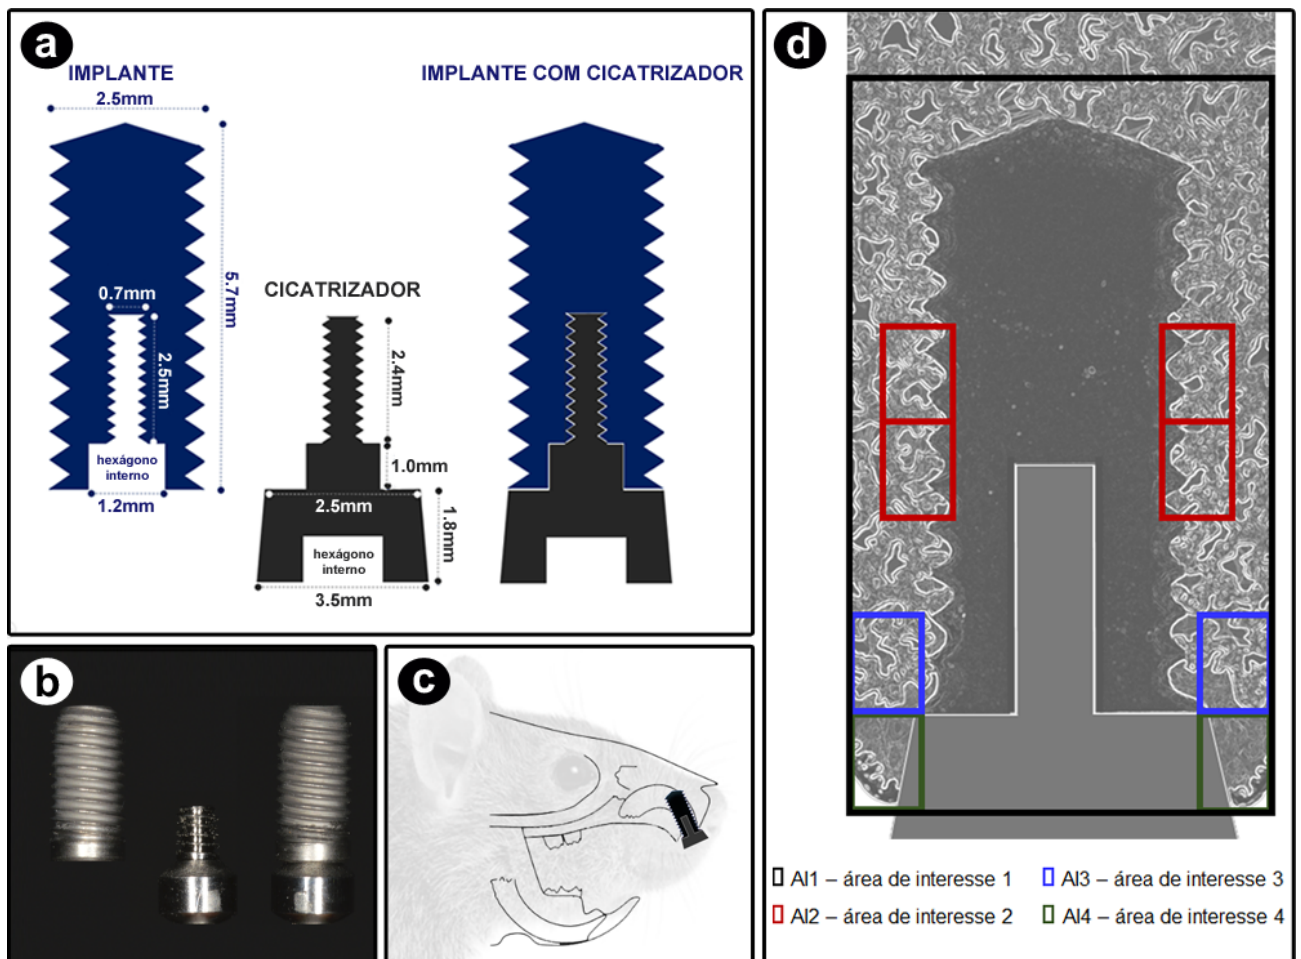 a
IMPLANTE
2.5mm
5.7mm
0.7mm
2.5mm
hexágono
interno
1.2mm
CICATRIZADOR
2.4mm
1.0mm
2.5mm
1.8mm
hexágono
interno
3.5mm
IMPLANTE COM CICATRIZADOR
b
c
d
AI1 – área de interesse 1
AI2 – área de interesse 2
AI3 – área de interesse 3
AI4 – área de interesse 4